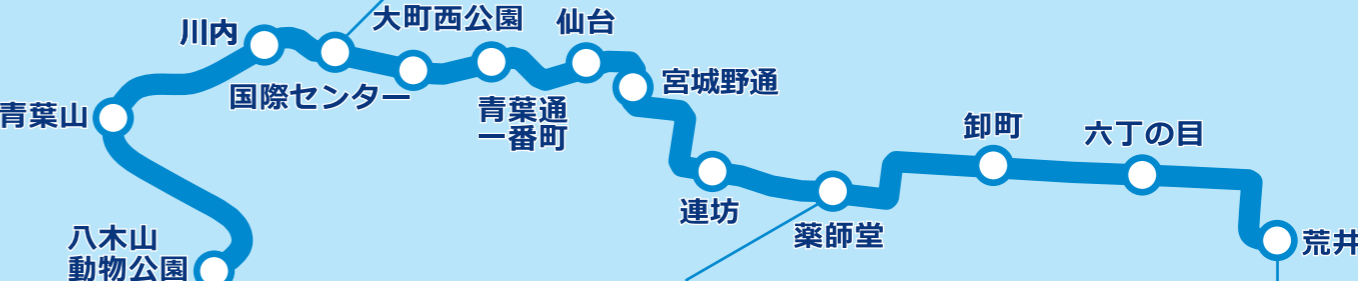 八木山
動物公園
青葉山
川内
国際センター
大町西公園
青葉通
一番町
仙台
宮城野通
連坊
薬師堂
卸町
六丁の目
荒井